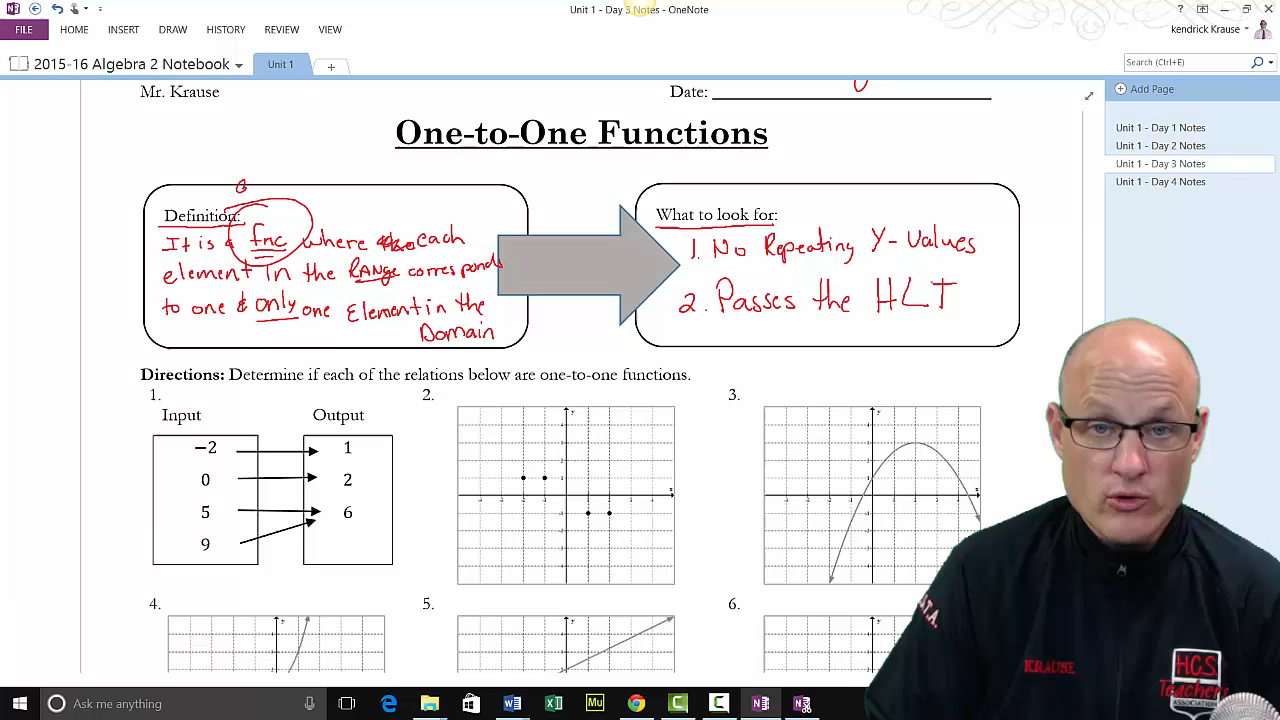 Unit 1 - Day 3 Notes - OneNote
FILE HOME INSERT DRAW HISTORY REVIEW VIEW
kendrick Krause
2015-16 Algebra 2 Notebook
Unit 1
Search (Ctrl+E)
Add Page
Unit 1 - Day 1 Notes
Unit 1 - Day 2 Notes
Unit 1 - Day 3 Notes
Unit 1 - Day 4 Notes
Mr. Krause Date:
One-to-One Functions
Definition:
It is a fnc where each
element in the RANGE corresponds
to one & only one Element in the
Domain
What to look for:
1. No Repeating Y-Values
2. Passes the HLT
Directions: Determine if each of the relations below are one-to-one functions.
1.
Input Output
−2 1
0 2
5 6
9
2.
y
x
3.
y
x
4.
y
5.
y
6.
KRAUSE
H.C.S.
Teachers
ASSOCIATION
Ask me anything